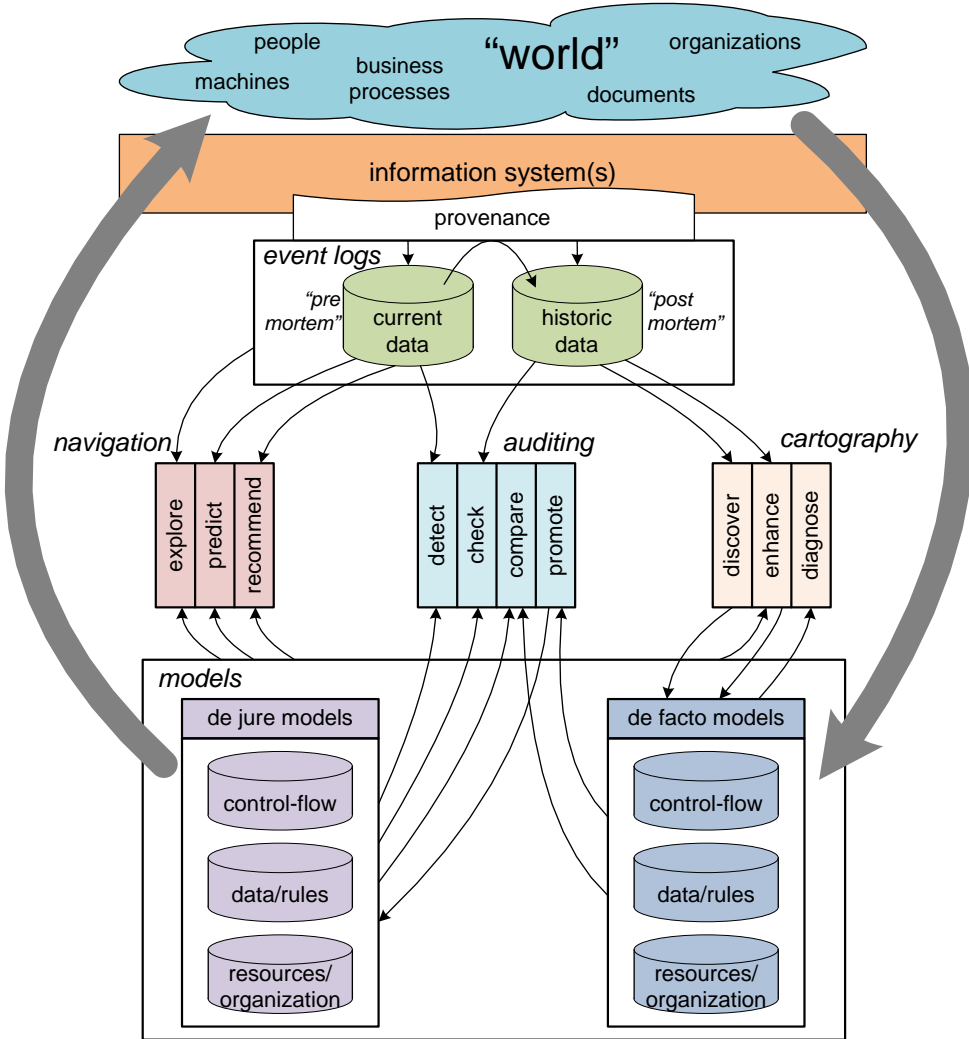 people
"world"
organizations
machines
business
processes
documents
information system(s)
provenance
event logs
"pre
mortem"
current
data
historic
data
"post
mortem"
navigation
auditing
cartography
explore
predict
recommend
detect
check
compare
promote
discover
enhance
diagnose
models
de jure models
de facto models
control-flow
control-flow
data/rules
data/rules
resources/
organization
resources/
organization